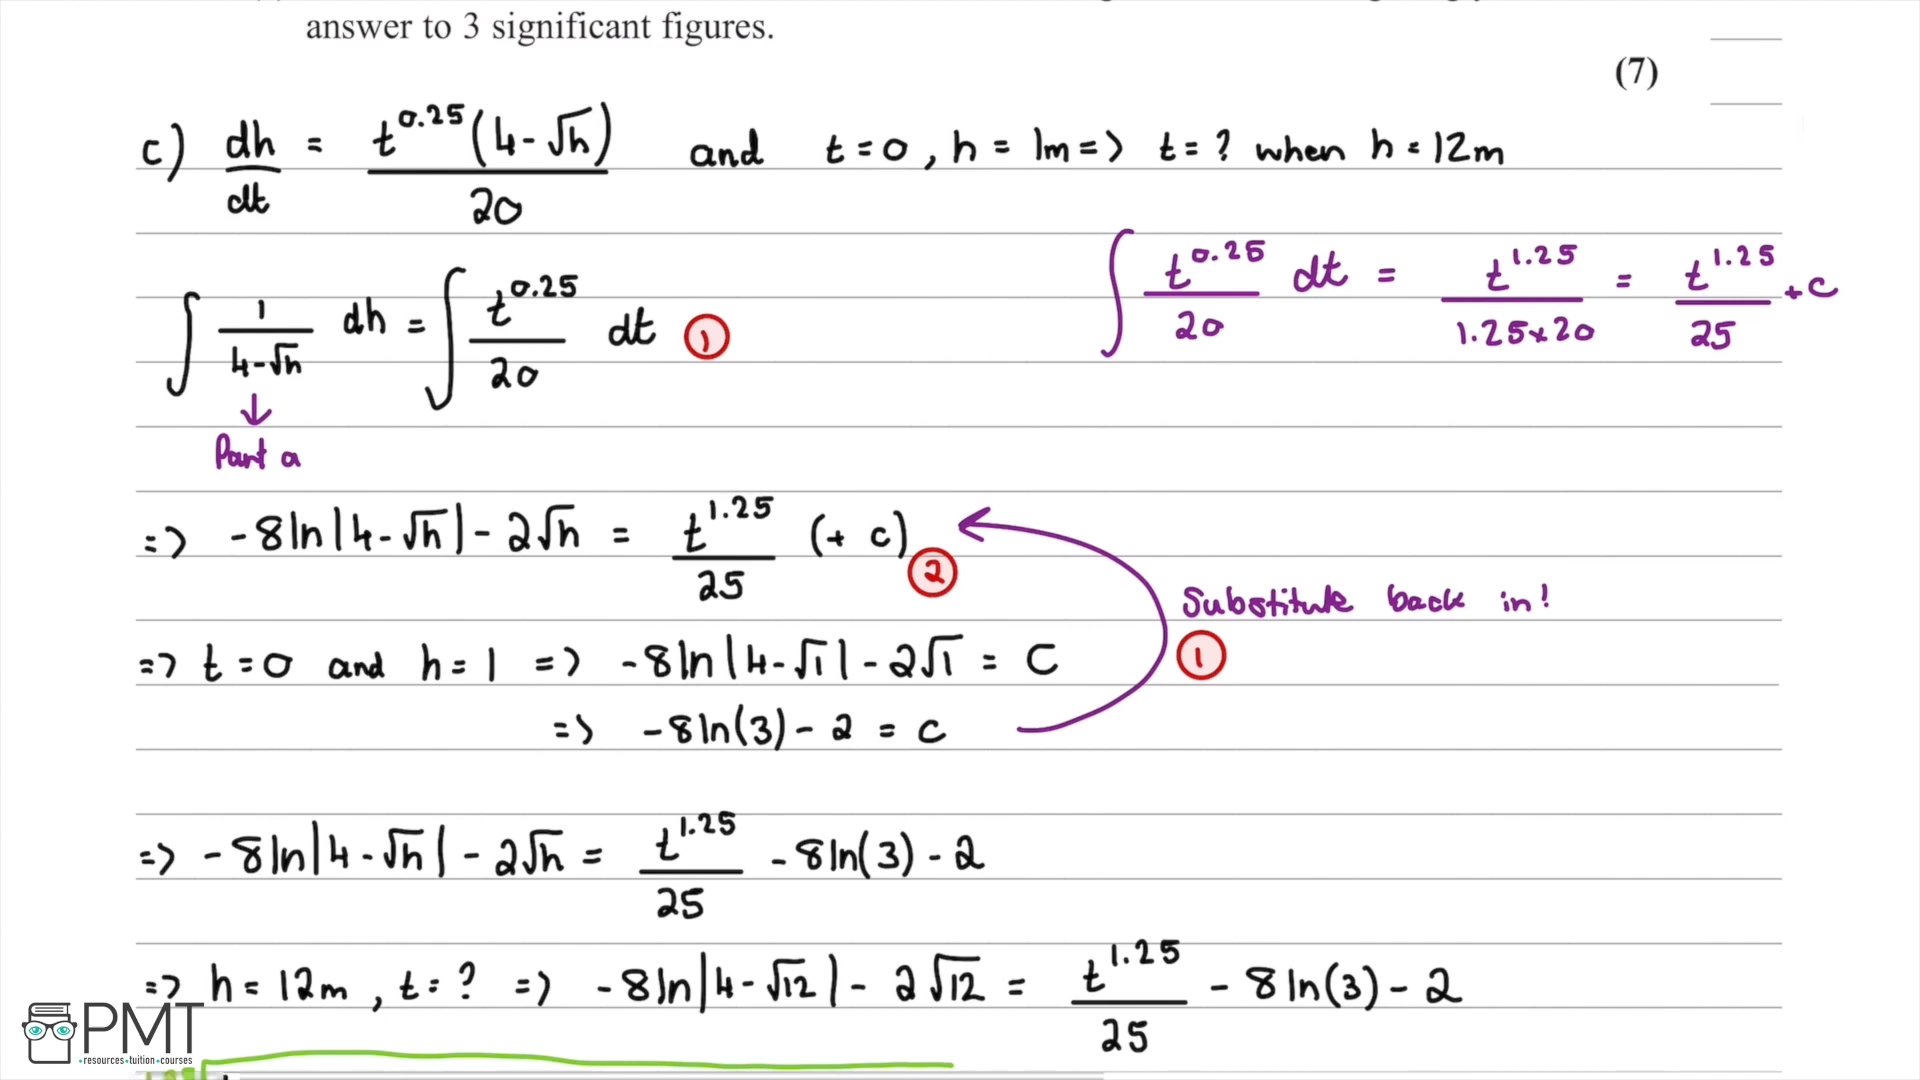 answer to 3 significant figures.
(7)
c) dh/dt = t^0.25(4-√h)/20 and t=0, h=1m => t=? when h=12m
∫ t^0.25/20 dt = t^1.25/1.25×20 = t^1.25/25 + c
∫ 1/4-√h dh = ∫ t^0.25/20 dt ①
↓
Part a
=> -8ln|4-√h| - 2√h = t^1.25/25 (+ c) ②
Substitute back in!
①
=> t=0 and h=1 => -8ln|4-√1| - 2√1 = C
=> -8ln(3) - 2 = c
=> -8ln|4-√h| - 2√h = t^1.25/25 - 8ln(3) - 2
=> h=12m, t=? => -8ln|4-√12| - 2√12 = t^1.25/25 - 8ln(3) - 2
PMT
•resources•tuition•courses